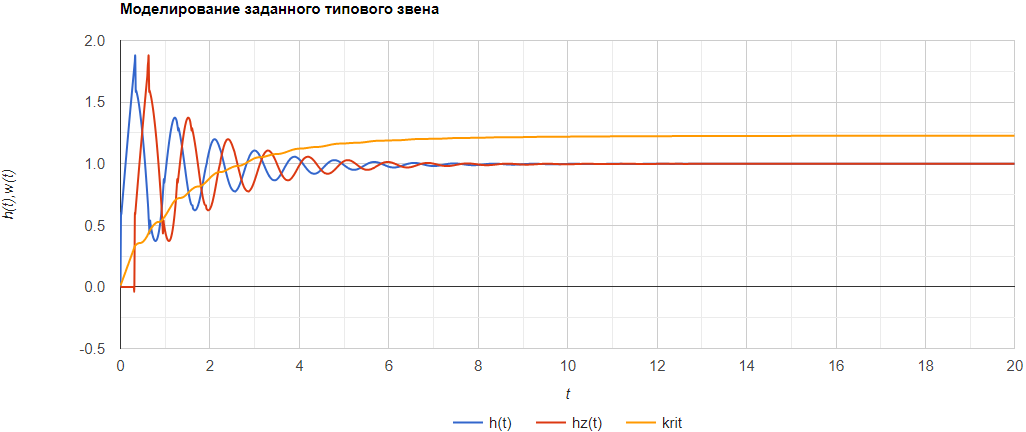 Моделирование заданного типового звена
2.0
1.5
1.0
0.5
0.0
-0.5
h(t),w(t)
0 2 4 6 8 10 12 14 16 18 20
t
h(t) hz(t) krit